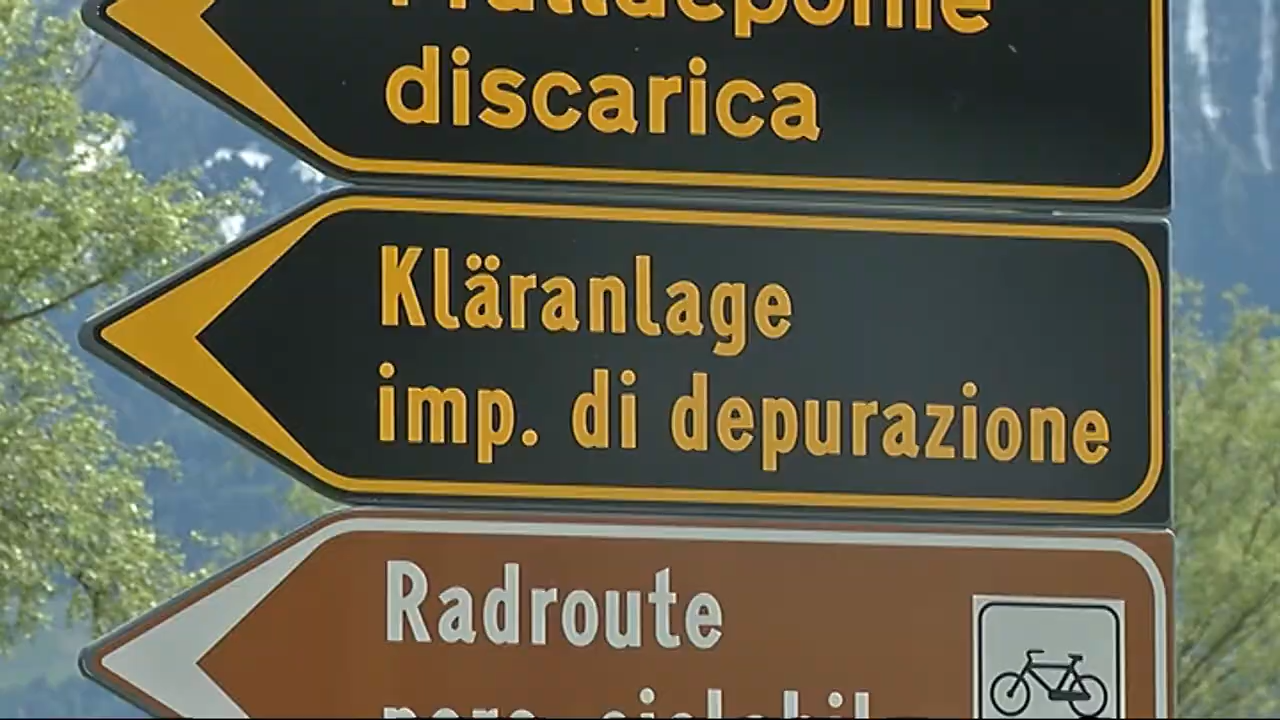 discarica
Kläranlage
imp. di depurazione
Radroute